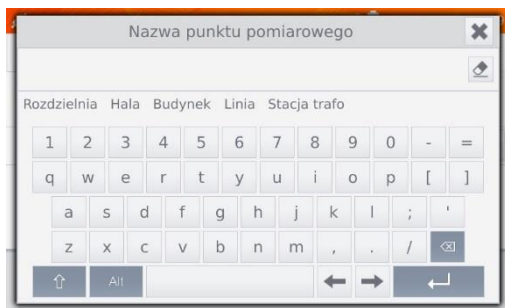 Nazwa punktu pomiarowego
Rozdzielnia Hala Budynek Linia Stacja trafo
1 2 3 4 5 6 7 8 9 0 - =
q w e r t y u i o p [ ]
a s d f g h j k l ; '
z x c v b n m , . /
Alt